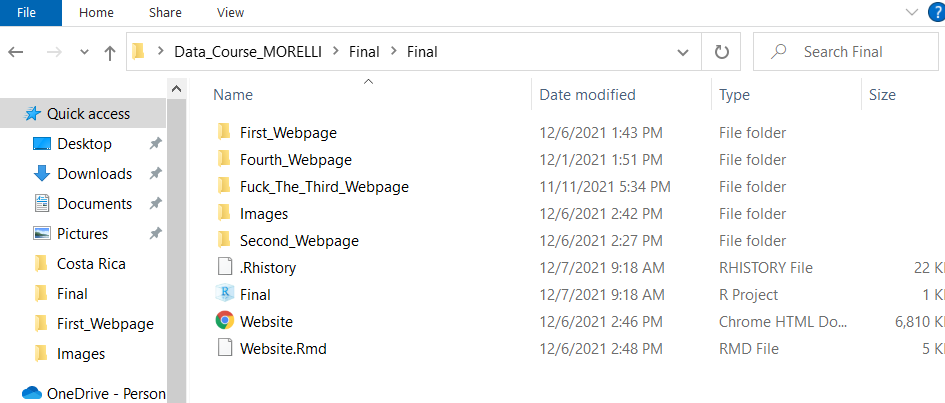 File Home Share View
Data_Course_MORELLI Final Final Search Final
Name Date modified Type Size
Quick access
Desktop
Downloads
Documents
Pictures
Costa Rica
Final
First_Webpage
Images
OneDrive - Person
First_Webpage 12/6/2021 1:43 PM File folder
Fourth_Webpage 12/1/2021 1:51 PM File folder
Fuck_The_Third_Webpage 11/11/2021 5:34 PM File folder
Images 12/6/2021 2:42 PM File folder
Second_Webpage 12/6/2021 2:27 PM File folder
.Rhistory 12/7/2021 9:18 AM RHISTORY File 22 K
Final 12/7/2021 9:18 AM R Project 1 K
Website 12/6/2021 2:46 PM Chrome HTML Do... 6,810 K
Website.Rmd 12/6/2021 2:48 PM RMD File 5 K